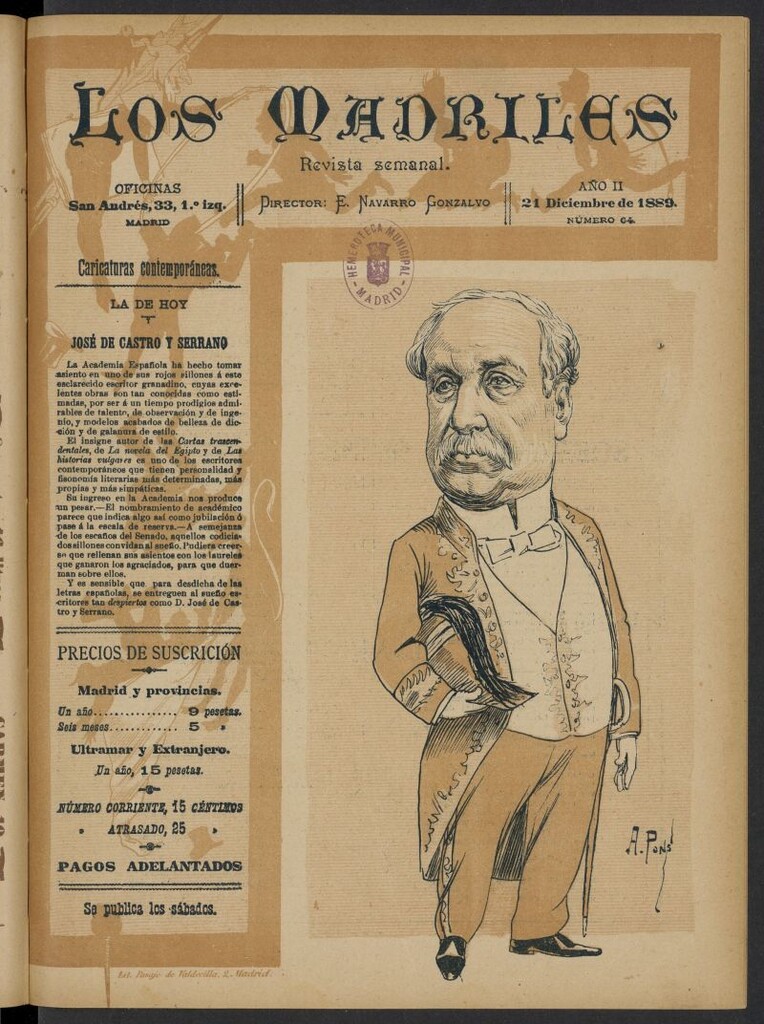 LOS MADRILES
Revista semanal.
OFICINAS
San Andrés, 33, 1.º izq.
MADRID
DIRECTOR: E. NAVARRO GONZALVO
AÑO II
21 Diciembre de 1889.
NÚMERO 64.
HEMEROTECA MUNICIPAL
MADRID
Caricaturas contemporáneas.
LA DE HOY
JOSÉ DE CASTRO Y SERRANO
La Academia Española ha hecho tomar
asiento en uno de sus rojos sillones á este
esclarecido escritor granadino, cuyas exce-
lentes obras son tan conocidas como esti-
madas, por ser á un tiempo prodigios admi-
rables de talento, de observación y de inge-
nio, y modelos acabados de belleza de dic-
ción y de galanura de estilo.
El insigne autor de las Cartas trascen-
dentales, de La novela del Egipto y de Las
historias vulgares es uno de los escritores
contemporáneos que tienen personalidad y
fisonomía literarias más determinadas, más
propias y más simpáticas.
Su ingreso en la Academia nos produce
un pesar.—El nombramiento de académico
parece que indica algo así como jubilación ó
pase á la escala de reserva.—A semejanza
de los escaños del Senado, aquellos codicia-
dos sillones convidan al sueño. Pudiera creer-
se que rellenan sus asientos con los laureles
que ganaron los agraciados, para que duer-
man sobre ellos.
Y es sensible que para desdicha de las
letras españolas, se entreguen al sueño es-
critores tan despiertos como D. José de Cas-
tro y Serrano.
PRECIOS DE SUSCRICIÓN
Madrid y provincias.
Un año............... 9 pesetas.
Seis meses............ 5 »
Ultramar y Extranjero.
Un año, 15 pesetas.
NÚMERO CORRIENTE, 15 CÉNTIMOS
» ATRASADO, 25 »
PAGOS ADELANTADOS
Se publica los sábados.
A. PONS
de Valdevilla, 2. Madrid.